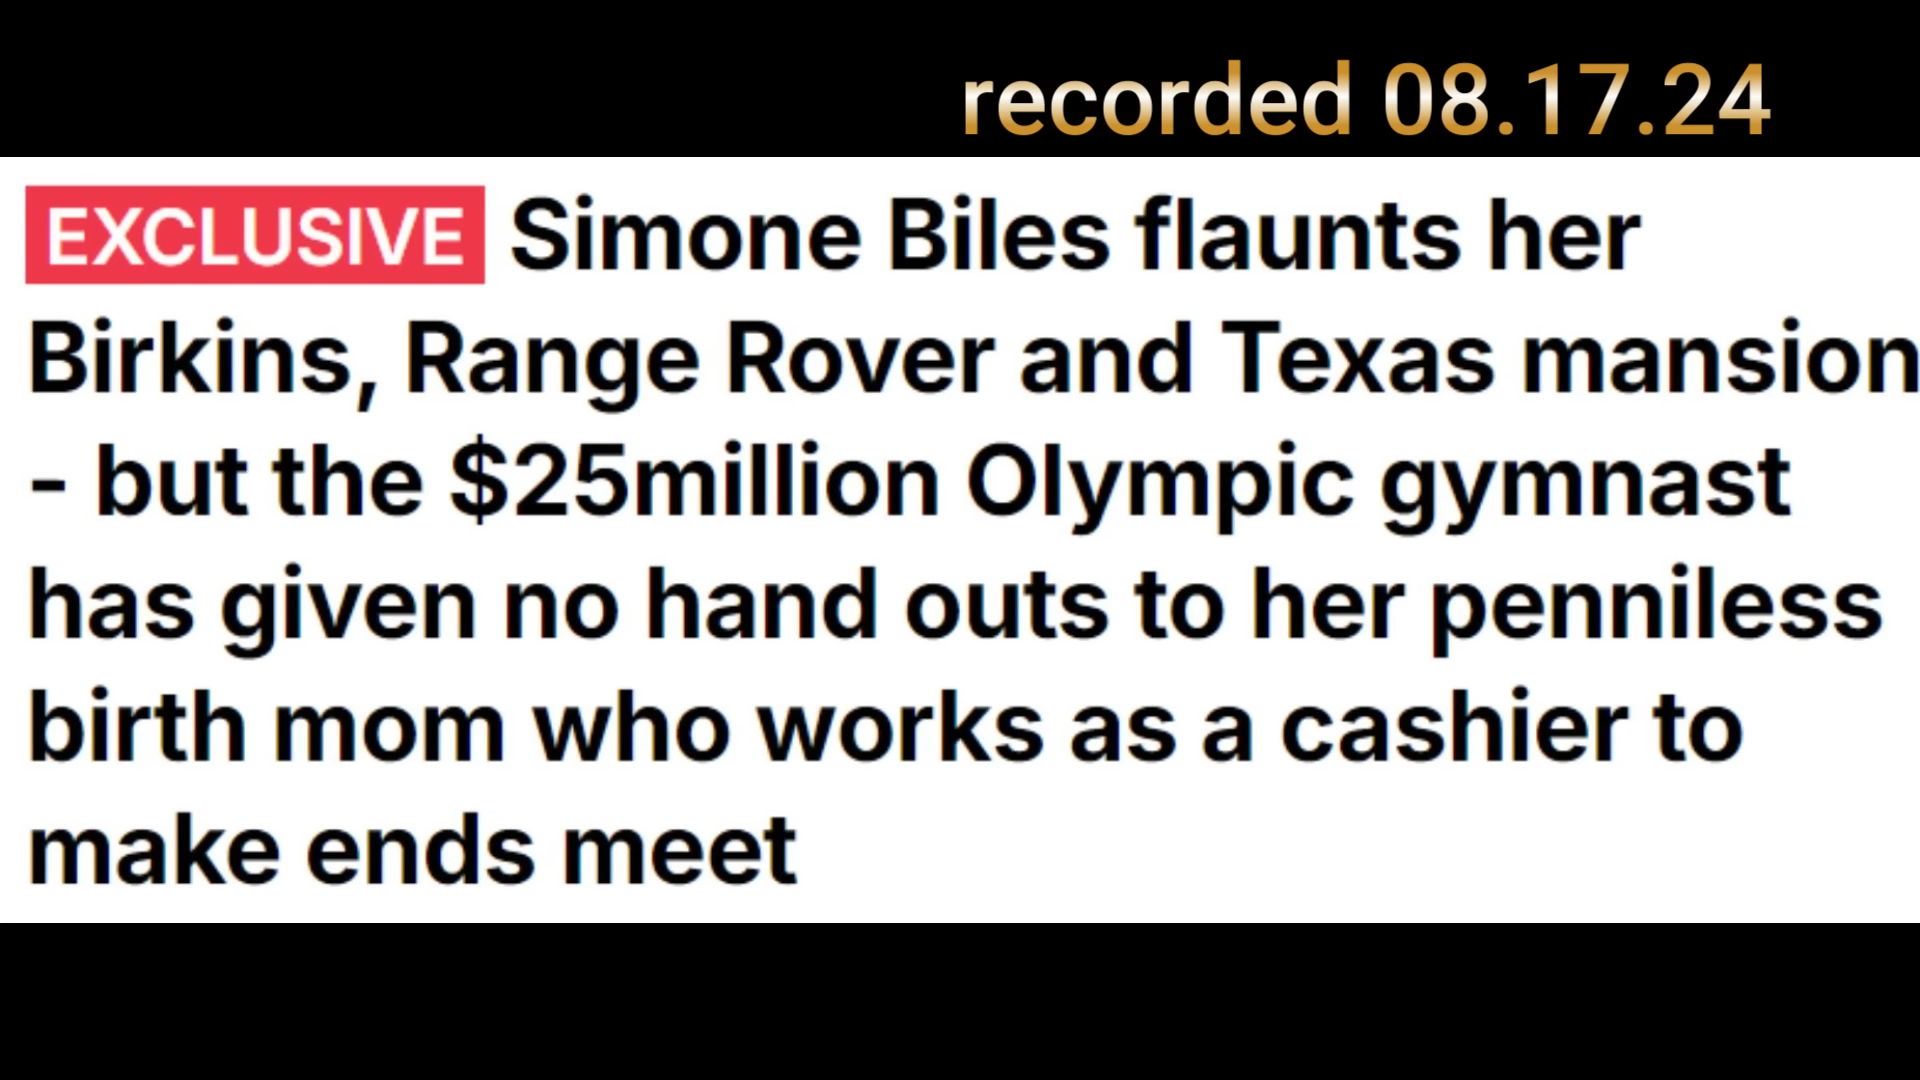 recorded 08.17.24
EXCLUSIVE Simone Biles flaunts her
Birkins, Range Rover and Texas mansion
- but the $25million Olympic gymnast
has given no hand outs to her penniless
birth mom who works as a cashier to
make ends meet